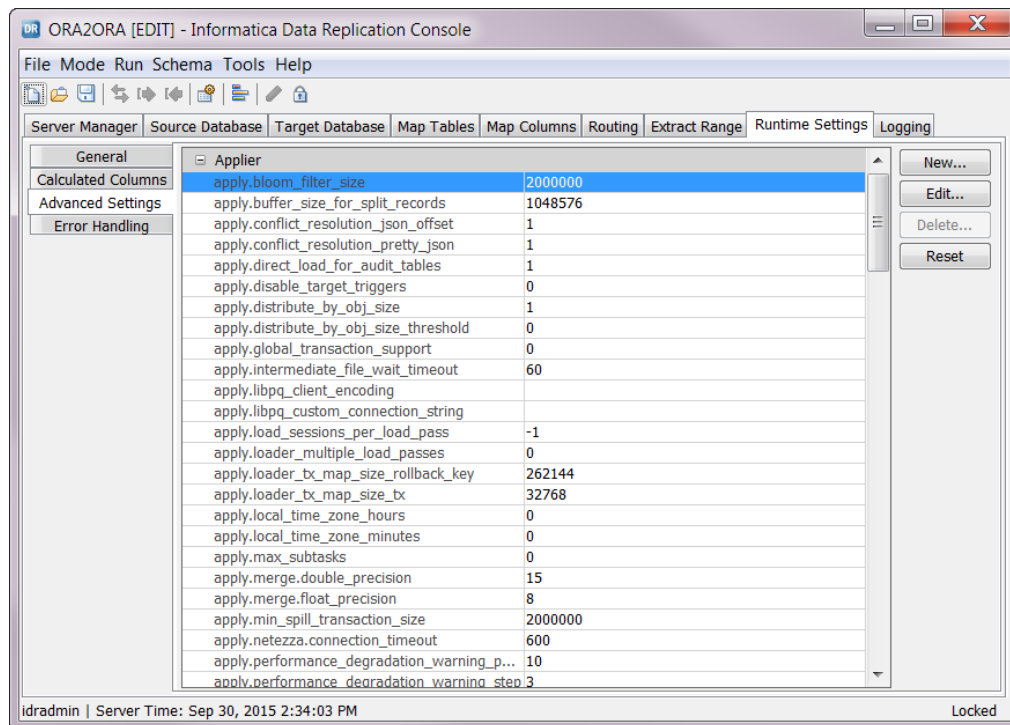 DR ORA2ORA [EDIT] - Informatica Data Replication Console
File Mode Run Schema Tools Help
Server Manager Source Database Target Database Map Tables Map Columns Routing Extract Range Runtime Settings Logging
General
Calculated Columns
Advanced Settings
Error Handling
Applier
apply.bloom_filter_size 2000000
apply.buffer_size_for_split_records 1048576
apply.conflict_resolution_json_offset 1
apply.conflict_resolution_pretty_json 1
apply.direct_load_for_audit_tables 1
apply.disable_target_triggers 0
apply.distribute_by_obj_size 1
apply.distribute_by_obj_size_threshold 0
apply.global_transaction_support 0
apply.intermediate_file_wait_timeout 60
apply.libpq_client_encoding
apply.libpq_custom_connection_string
apply.load_sessions_per_load_pass -1
apply.loader_multiple_load_passes 0
apply.loader_tx_map_size_rollback_key 262144
apply.loader_tx_map_size_tx 32768
apply.local_time_zone_hours 0
apply.local_time_zone_minutes 0
apply.max_subtasks 0
apply.merge.double_precision 15
apply.merge.float_precision 8
apply.min_spill_transaction_size 2000000
apply.netezza.connection_timeout 600
apply.performance_degradation_warning_p... 10
apply.performance_degradation_warning_step 3
New...
Edit...
Delete...
Reset
idradmin | Server Time: Sep 30, 2015 2:34:03 PM Locked